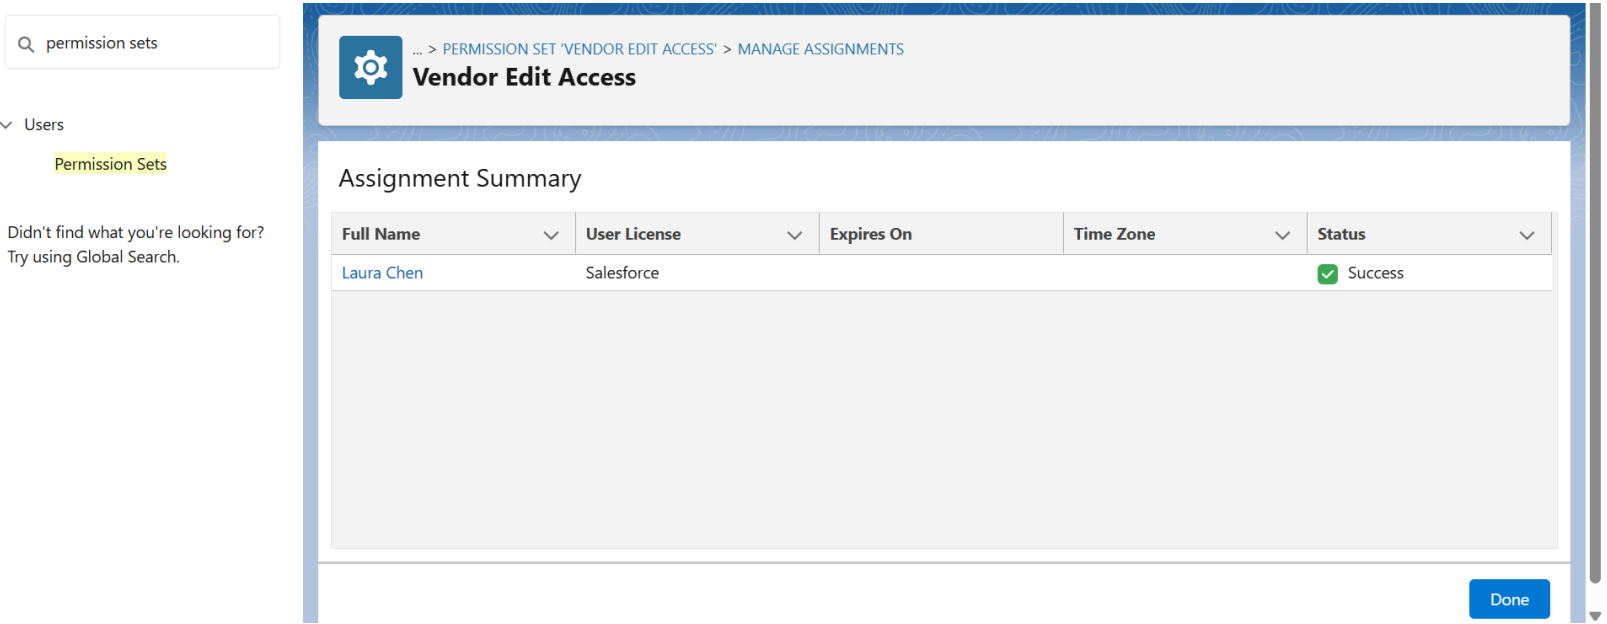 permission sets
Users
Permission Sets
Didn't find what you're looking for?
Try using Global Search.
... > PERMISSION SET 'VENDOR EDIT ACCESS' > MANAGE ASSIGNMENTS
Vendor Edit Access
Assignment Summary
Full Name User License Expires On Time Zone Status
Laura Chen Salesforce Success
Done